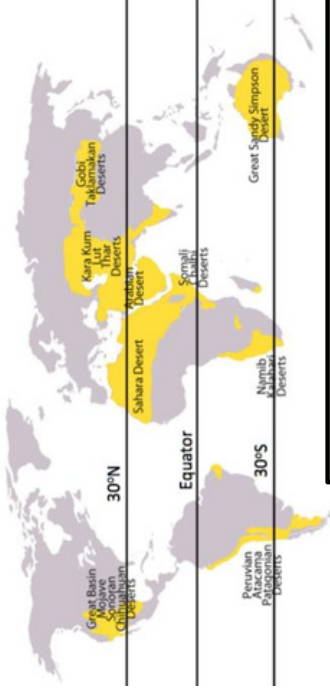 Great Basin
Mojave
Sonoran
Chihuahuan
Deserts
30°N
Equator
30°S
Peruvian
Atacama
Patagonian
Deserts
Sahara Desert
Arabian
Desert
Kara Kum
Lut
Thar
Deserts
Gobi
Taklamakan
Deserts
Somali
Chalbi
Deserts
Namib
Kalahari
Deserts
Great Sandy Simpson
Desert